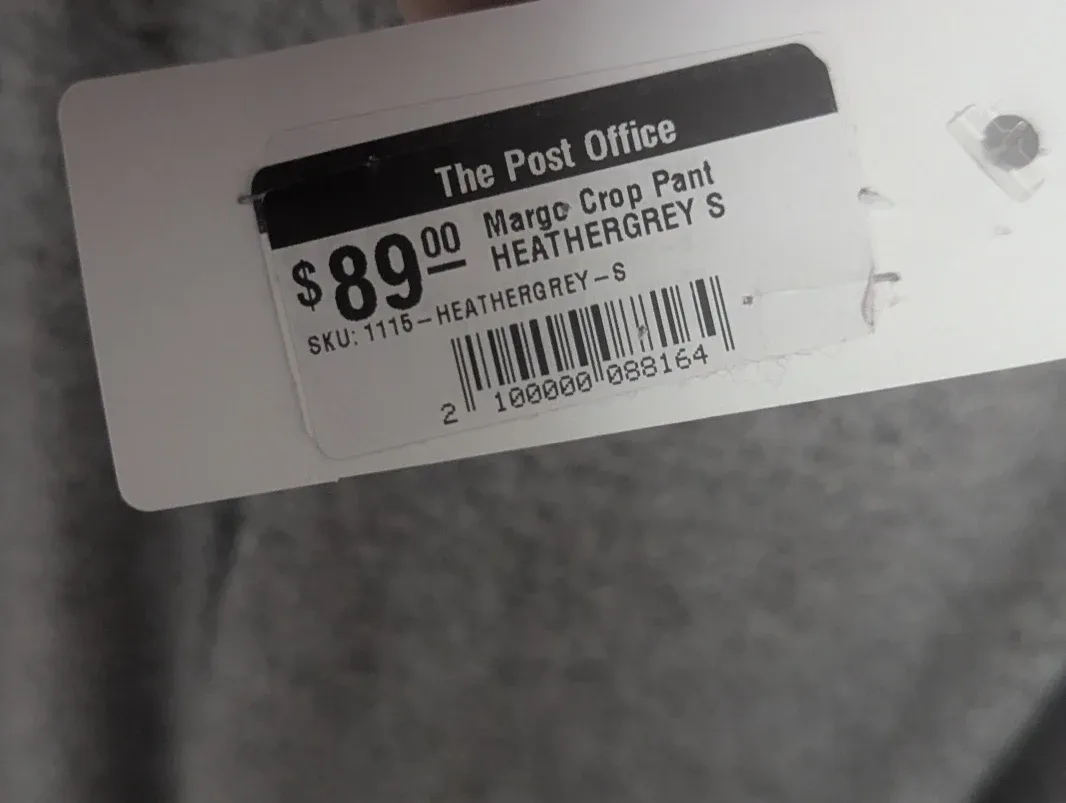 The Post Office
$89.00
Margo Crop Pant
HEATHERGREY S
SKU: 1115-HEATHERGREY-S
2 100000 088164